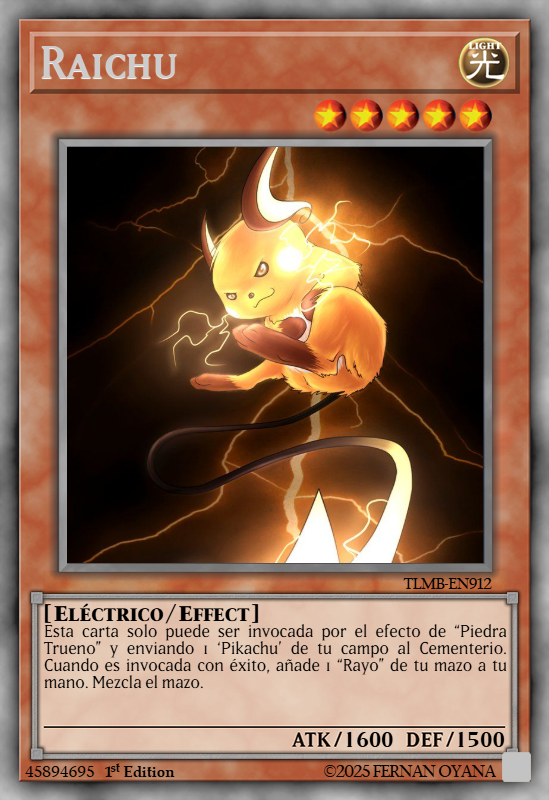 RAICHU
LIGHT
光
TLMB-EN912
[ELÉCTRICO/EFFECT]
Esta carta solo puede ser invocada por el efecto de “Piedra
Trueno” y enviando 1 ‘Pikachu’ de tu campo al Cementerio.
Cuando es invocada con éxito, añade 1 “Rayo” de tu mazo a tu
mano. Mezcla el mazo.
ATK/1600 DEF/1500
45894695 1st Edition ©2025 FERNAN OYANA